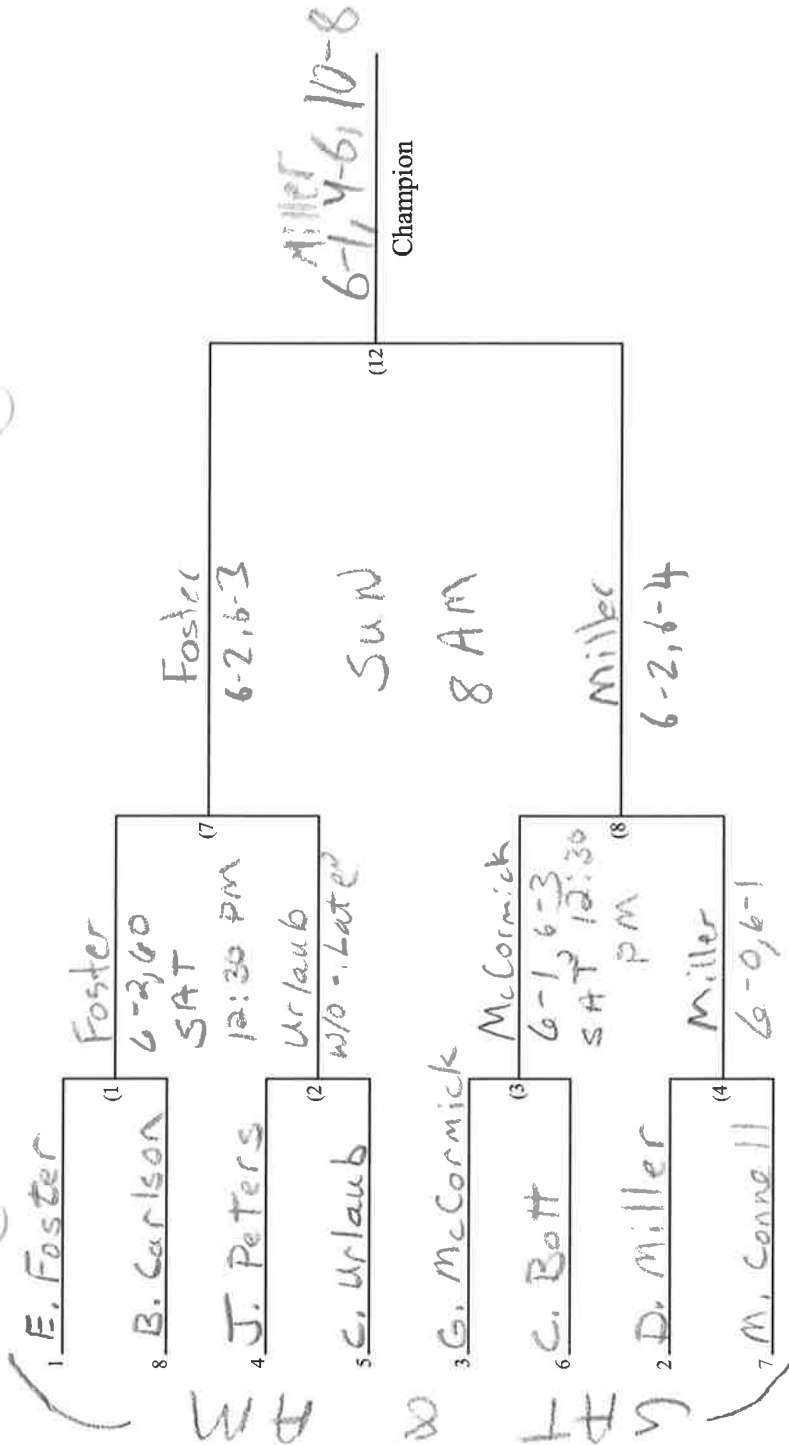 1 E. Foster
8 B. Carlson
4 J. Peters
5 C. Urlaub
3 G. McCormick
6 C. Bott
2 D. Miller
7 M. Connell
(1
Foster
6-2, 6-0
SAT
12:30 PM
(2
Urlaub
w/o - Late
(3
McCormick
6-1, 6-3
SAT 12:30
PM
(4
Miller
6-0, 6-1
(7
Foster
6-2, 6-3
SUN
8 AM
(8
Miller
6-2, 6-4
(12
Miller
6-1, 4-6, 10-8
Champion